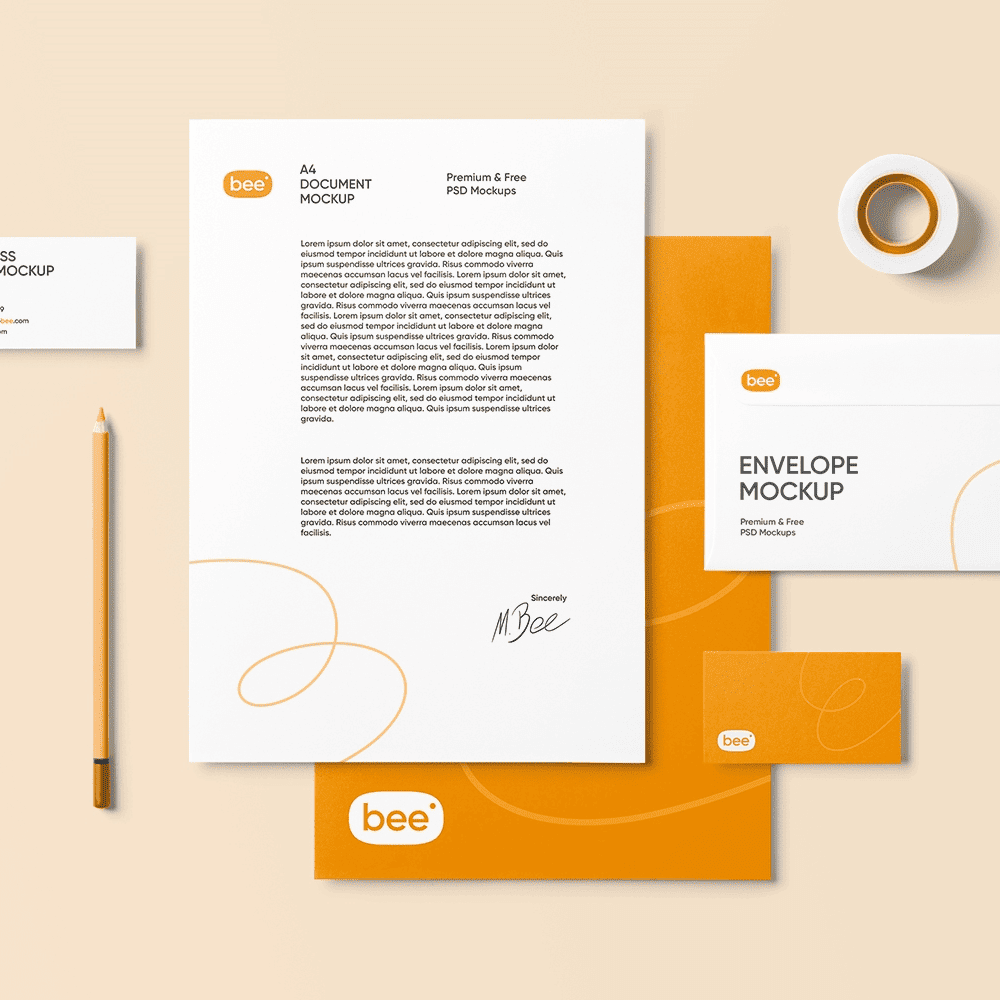 bee
A4
DOCUMENT
MOCKUP
Premium & Free
PSD Mockups
Lorem ipsum dolor sit amet, consectetur adipiscing elit, sed do
eiusmod tempor incididunt ut labore et dolore magna aliqua. Quis
ipsum suspendisse ultrices gravida. Risus commodo viverra
maecenas accumsan lacus vel facilisis. Lorem ipsum dolor sit amet,
consectetur adipiscing elit, sed do eiusmod tempor incididunt ut
labore et dolore magna aliqua. Quis ipsum suspendisse ultrices
gravida. Risus commodo viverra maecenas accumsan lacus vel
facilisis. Lorem ipsum dolor sit amet, consectetur adipiscing elit,
sed do eiusmod tempor incididunt ut labore et dolore magna
aliqua. Quis ipsum suspendisse ultrices gravida. Risus commodo
viverra maecenas accumsan lacus vel facilisis. Lorem ipsum dolor
sit amet, consectetur adipiscing elit, sed do eiusmod tempor
incididunt ut labore et dolore magna aliqua. Quis ipsum
suspendisse ultrices gravida. Risus commodo viverra maecenas
accumsan lacus vel facilisis. Lorem ipsum dolor sit amet,
consectetur adipiscing elit, sed do eiusmod tempor incididunt ut
labore et dolore magna aliqua. Quis ipsum suspendisse ultrices
gravida.
Lorem ipsum dolor sit amet, consectetur adipiscing elit, sed do
eiusmod tempor incididunt ut labore et dolore magna aliqua. Quis
ipsum suspendisse ultrices gravida. Risus commodo viverra
maecenas accumsan lacus vel facilisis. Lorem ipsum dolor sit amet,
consectetur adipiscing elit, sed do eiusmod tempor incididunt ut
labore et dolore magna aliqua. Quis ipsum suspendisse ultrices
gravida. Risus commodo viverra maecenas accumsan lacus vel
facilisis.
Sincerely
M.Bee
SS
MOCKUP
9
bee.com
om
bee
ENVELOPE
MOCKUP
Premium & Free
PSD Mockups
bee
bee